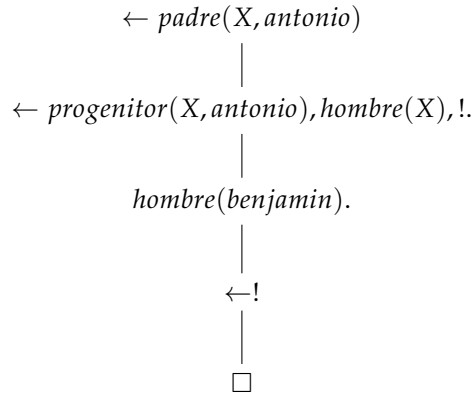 ← padre(X, antonio)
← progenitor(X, antonio), hombre(X), !.
hombre(benjamin).
←!
□